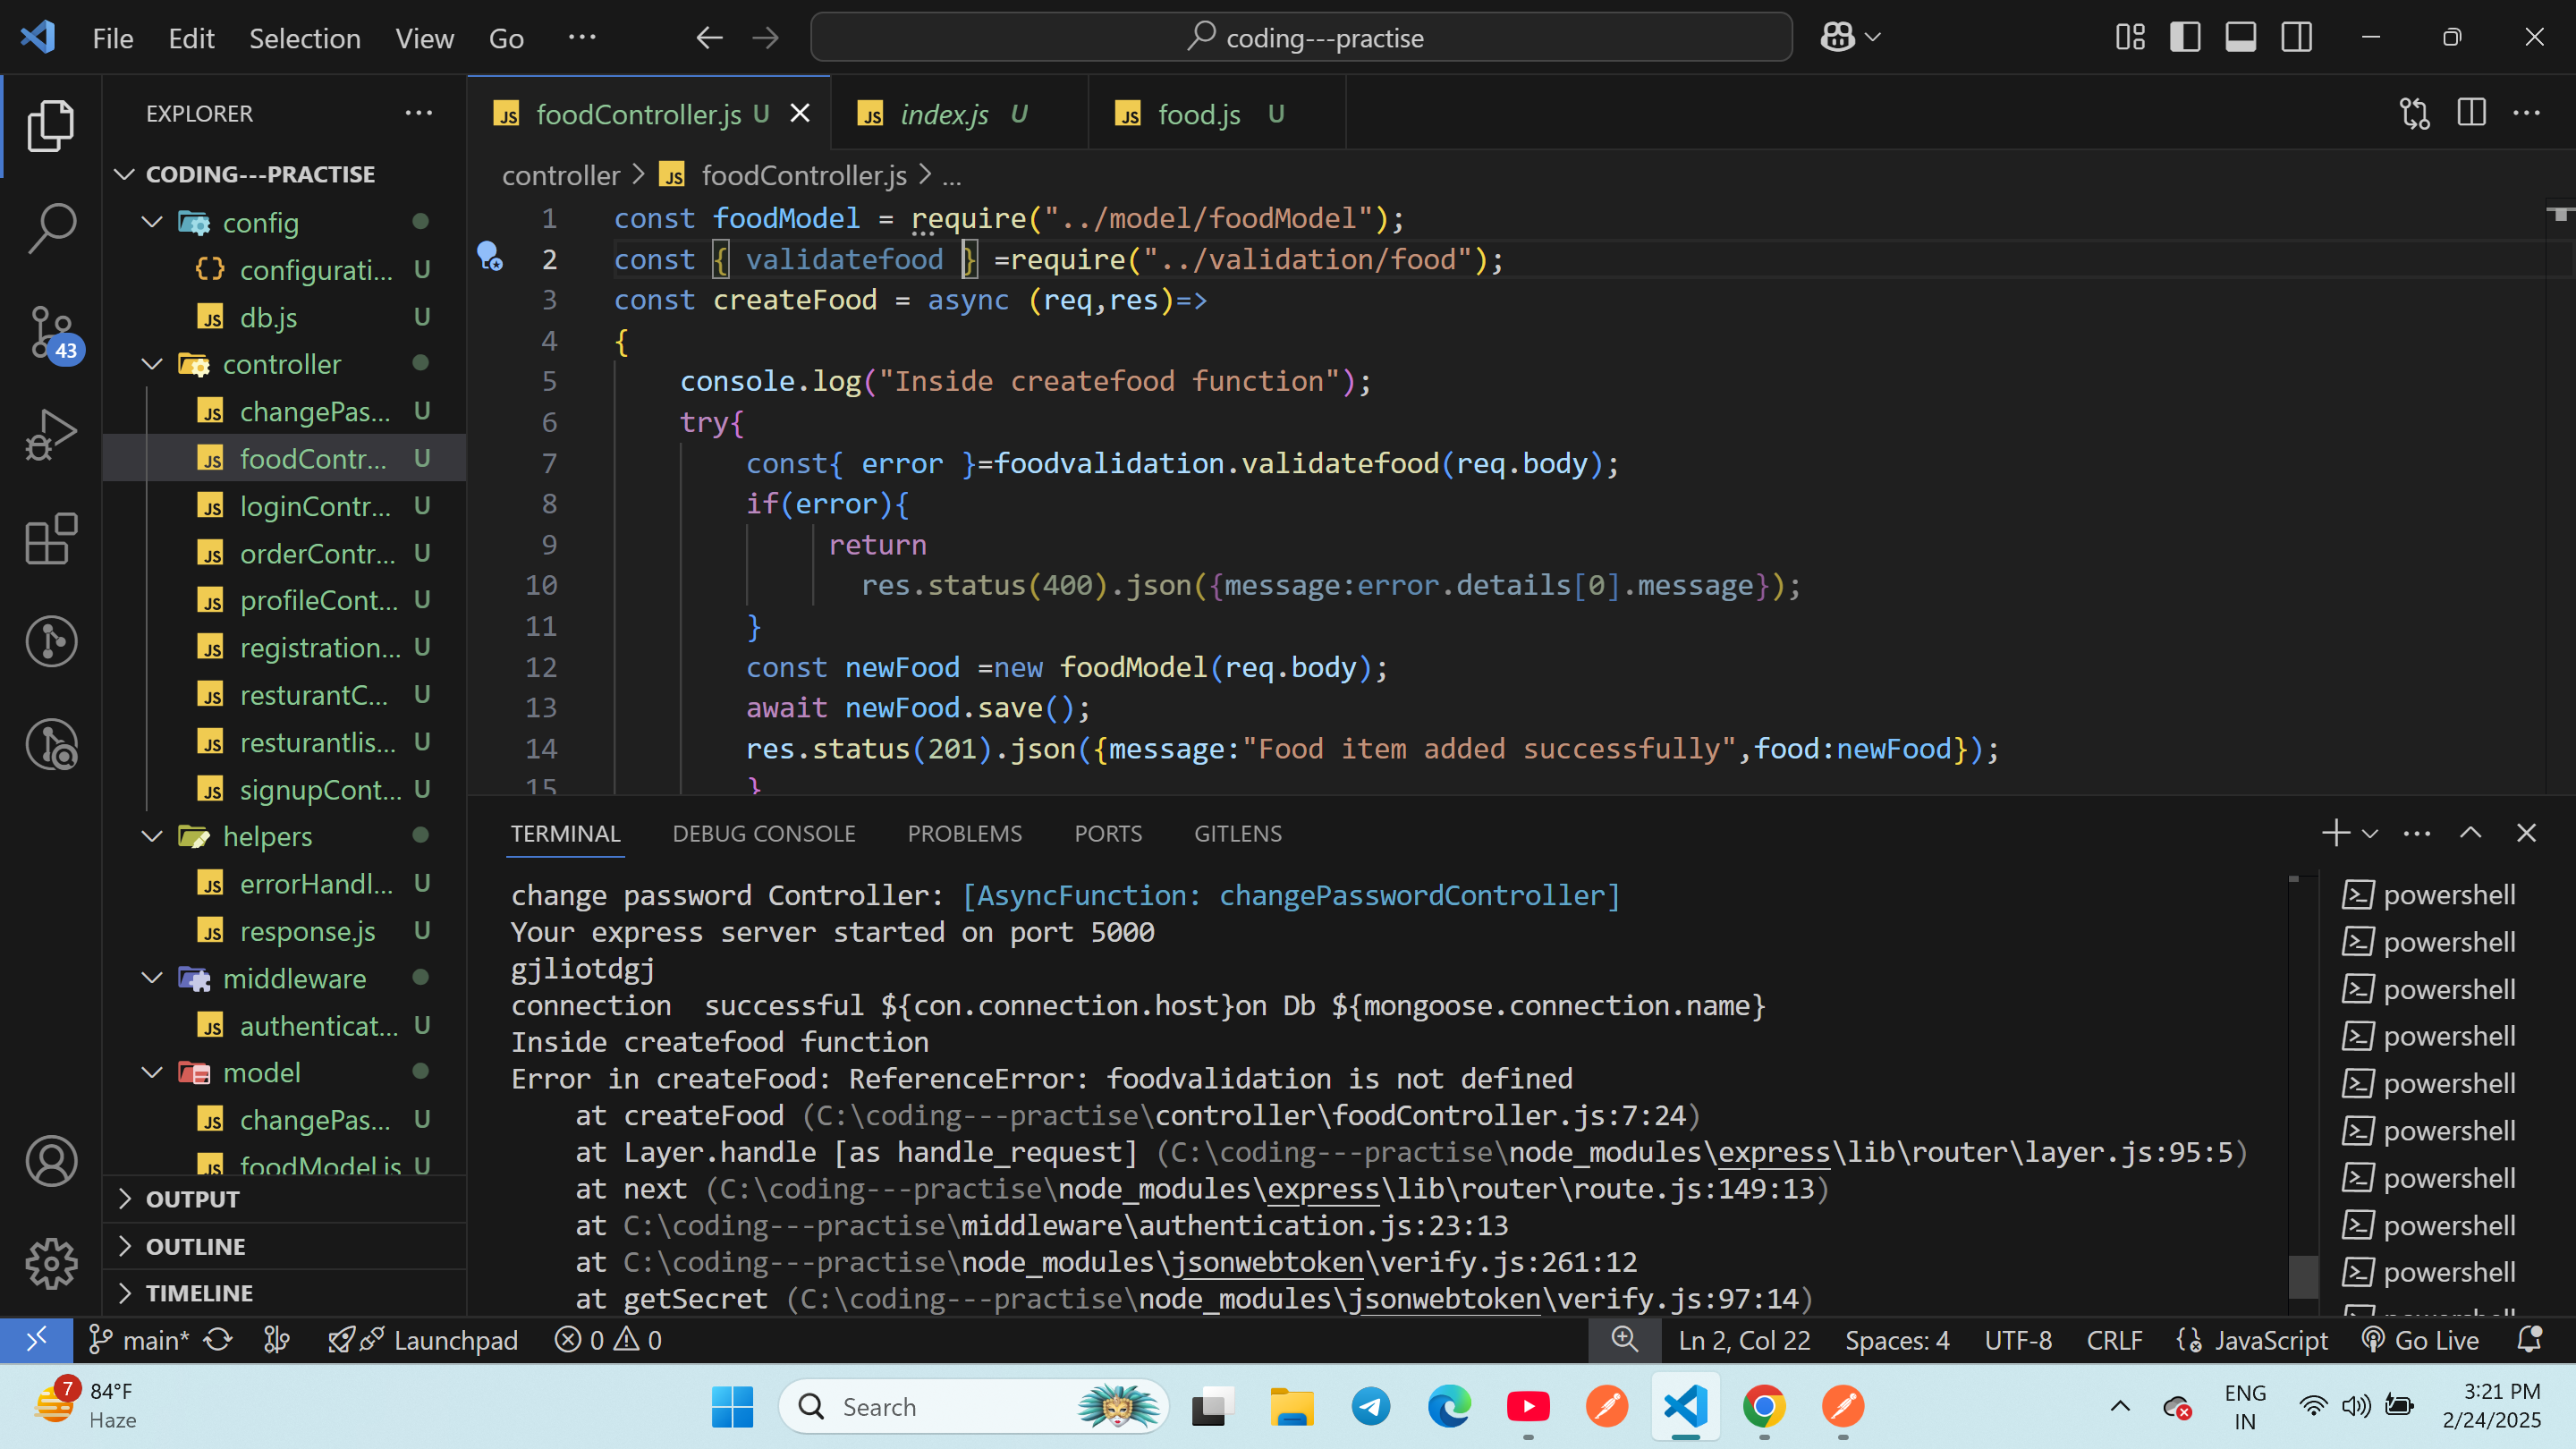 File Edit Selection View Go ···
coding---practise
EXPLORER
CODING---PRACTISE
config
configurati... U
db.js U
controller
changePas... U
foodContr... U
loginContr... U
orderContr... U
profileCont... U
registration... U
resturantC... U
resturantlis... U
signupCont... U
helpers
errorHandl... U
response.js U
middleware
authenticat... U
model
changePas... U
foodModel.js U
OUTPUT
OUTLINE
TIMELINE
43
foodController.js U
index.js U
food.js U
controller > foodController.js > ...
1 const foodModel = require("../model/foodModel");
2 const { validatefood } =require("../validation/food");
3 const createFood = async (req,res)=>
4 {
5 console.log("Inside createfood function");
6 try{
7 const{ error }=foodvalidation.validatefood(req.body);
8 if(error){
9 return
10 res.status(400).json({message:error.details[0].message});
11 }
12 const newFood =new foodModel(req.body);
13 await newFood.save();
14 res.status(201).json({message:"Food item added successfully",food:newFood});
15 }
TERMINAL DEBUG CONSOLE PROBLEMS PORTS GITLENS
change password Controller: [AsyncFunction: changePasswordController]
Your express server started on port 5000
gjliotdgj
connection  successful ${con.connection.host}on Db ${mongoose.connection.name}
Inside createfood function
Error in createFood: ReferenceError: foodvalidation is not defined
at createFood (C:\coding---practise\controller\foodController.js:7:24)
at Layer.handle [as handle_request] (C:\coding---practise\node_modules\express\lib\router\layer.js:95:5)
at next (C:\coding---practise\node_modules\express\lib\router\route.js:149:13)
at C:\coding---practise\middleware\authentication.js:23:13
at C:\coding---practise\node_modules\jsonwebtoken\verify.js:261:12
at getSecret (C:\coding---practise\node_modules\jsonwebtoken\verify.js:97:14)
powershell
powershell
powershell
powershell
powershell
powershell
powershell
powershell
powershell
powershell
main* Launchpad 0 0 Ln 2, Col 22 Spaces: 4 UTF-8 CRLF JavaScript Go Live
7
84°F
Haze
Search
ENG
IN
3:21 PM
2/24/2025